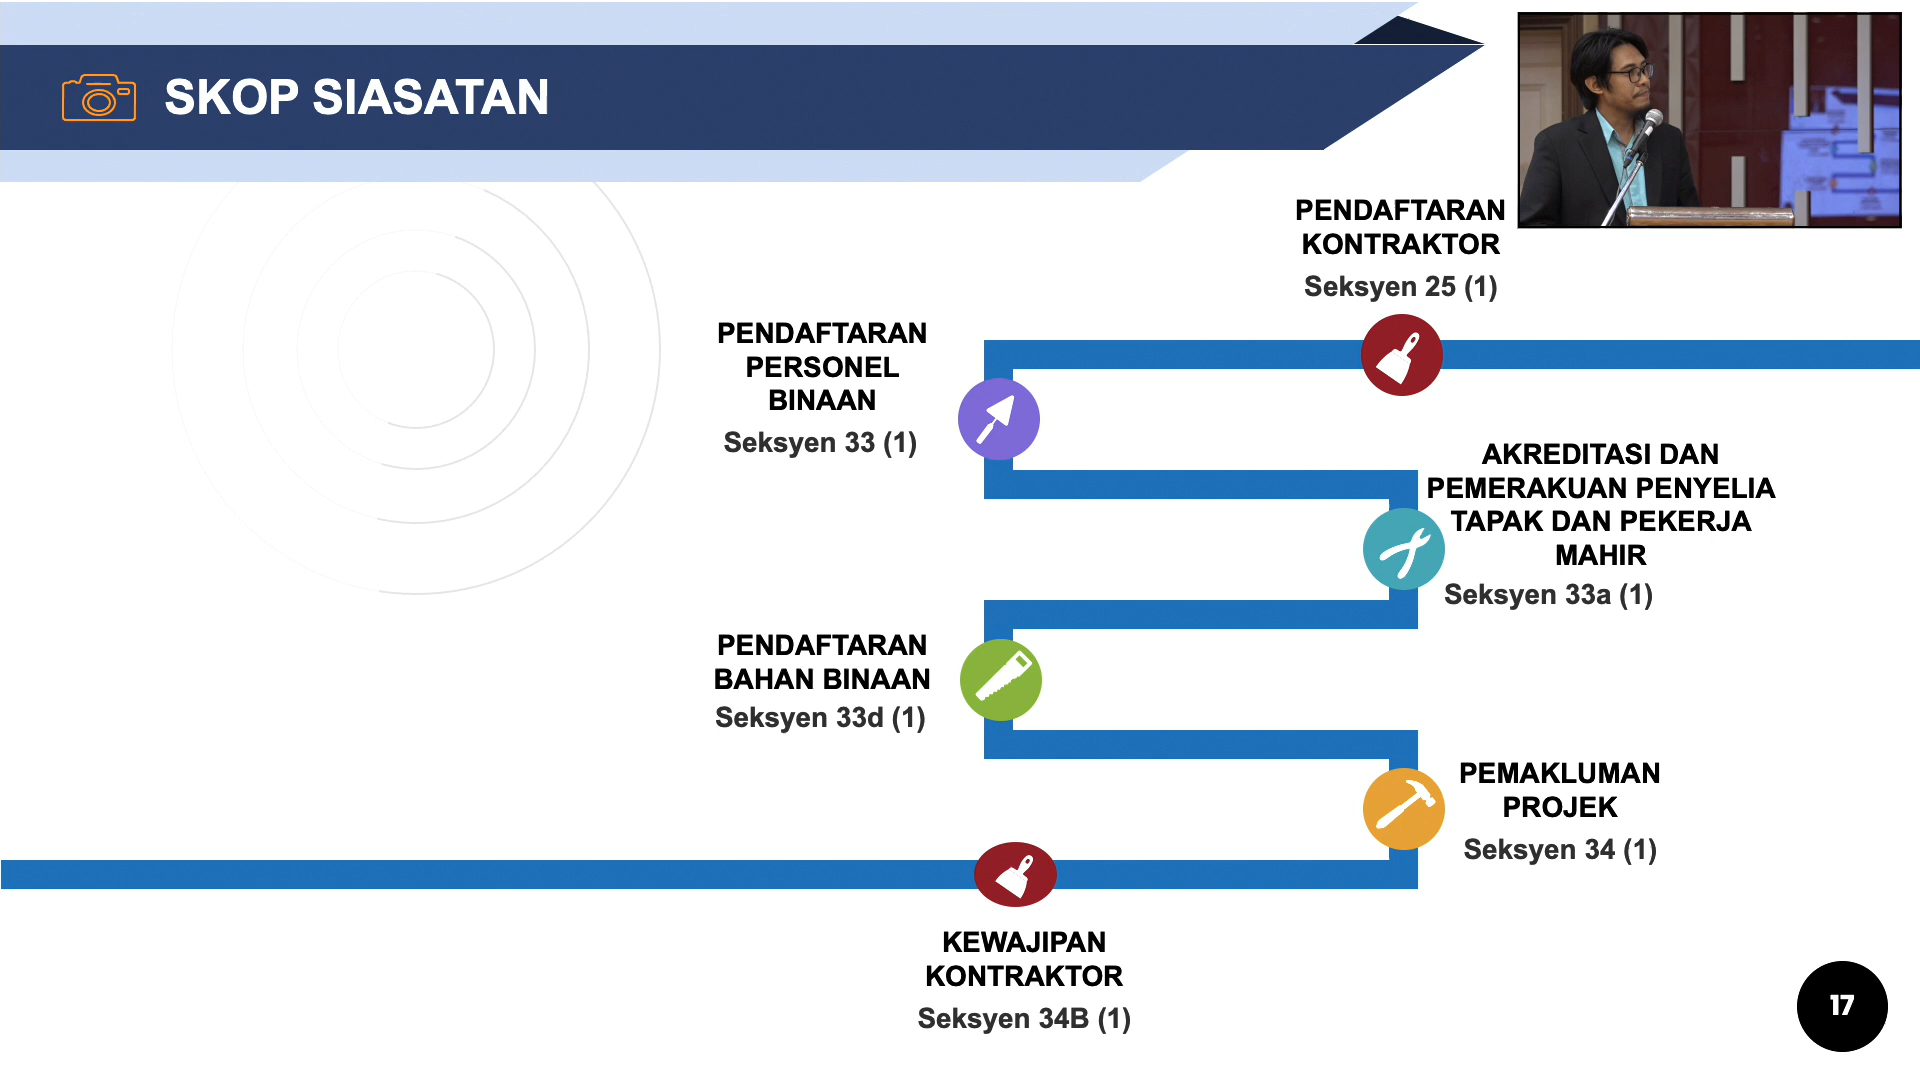 SKOP SIASATAN
PENDAFTARAN
KONTRAKTOR
Seksyen 25 (1)
PENDAFTARAN
PERSONEL
BINAAN
Seksyen 33 (1)
AKREDITASI DAN
PEMERAKUAN PENYELIA
TAPAK DAN PEKERJA
MAHIR
Seksyen 33a (1)
PENDAFTARAN
BAHAN BINAAN
Seksyen 33d (1)
PEMAKLUMAN
PROJEK
Seksyen 34 (1)
KEWAJIPAN
KONTRAKTOR
Seksyen 34B (1)
17